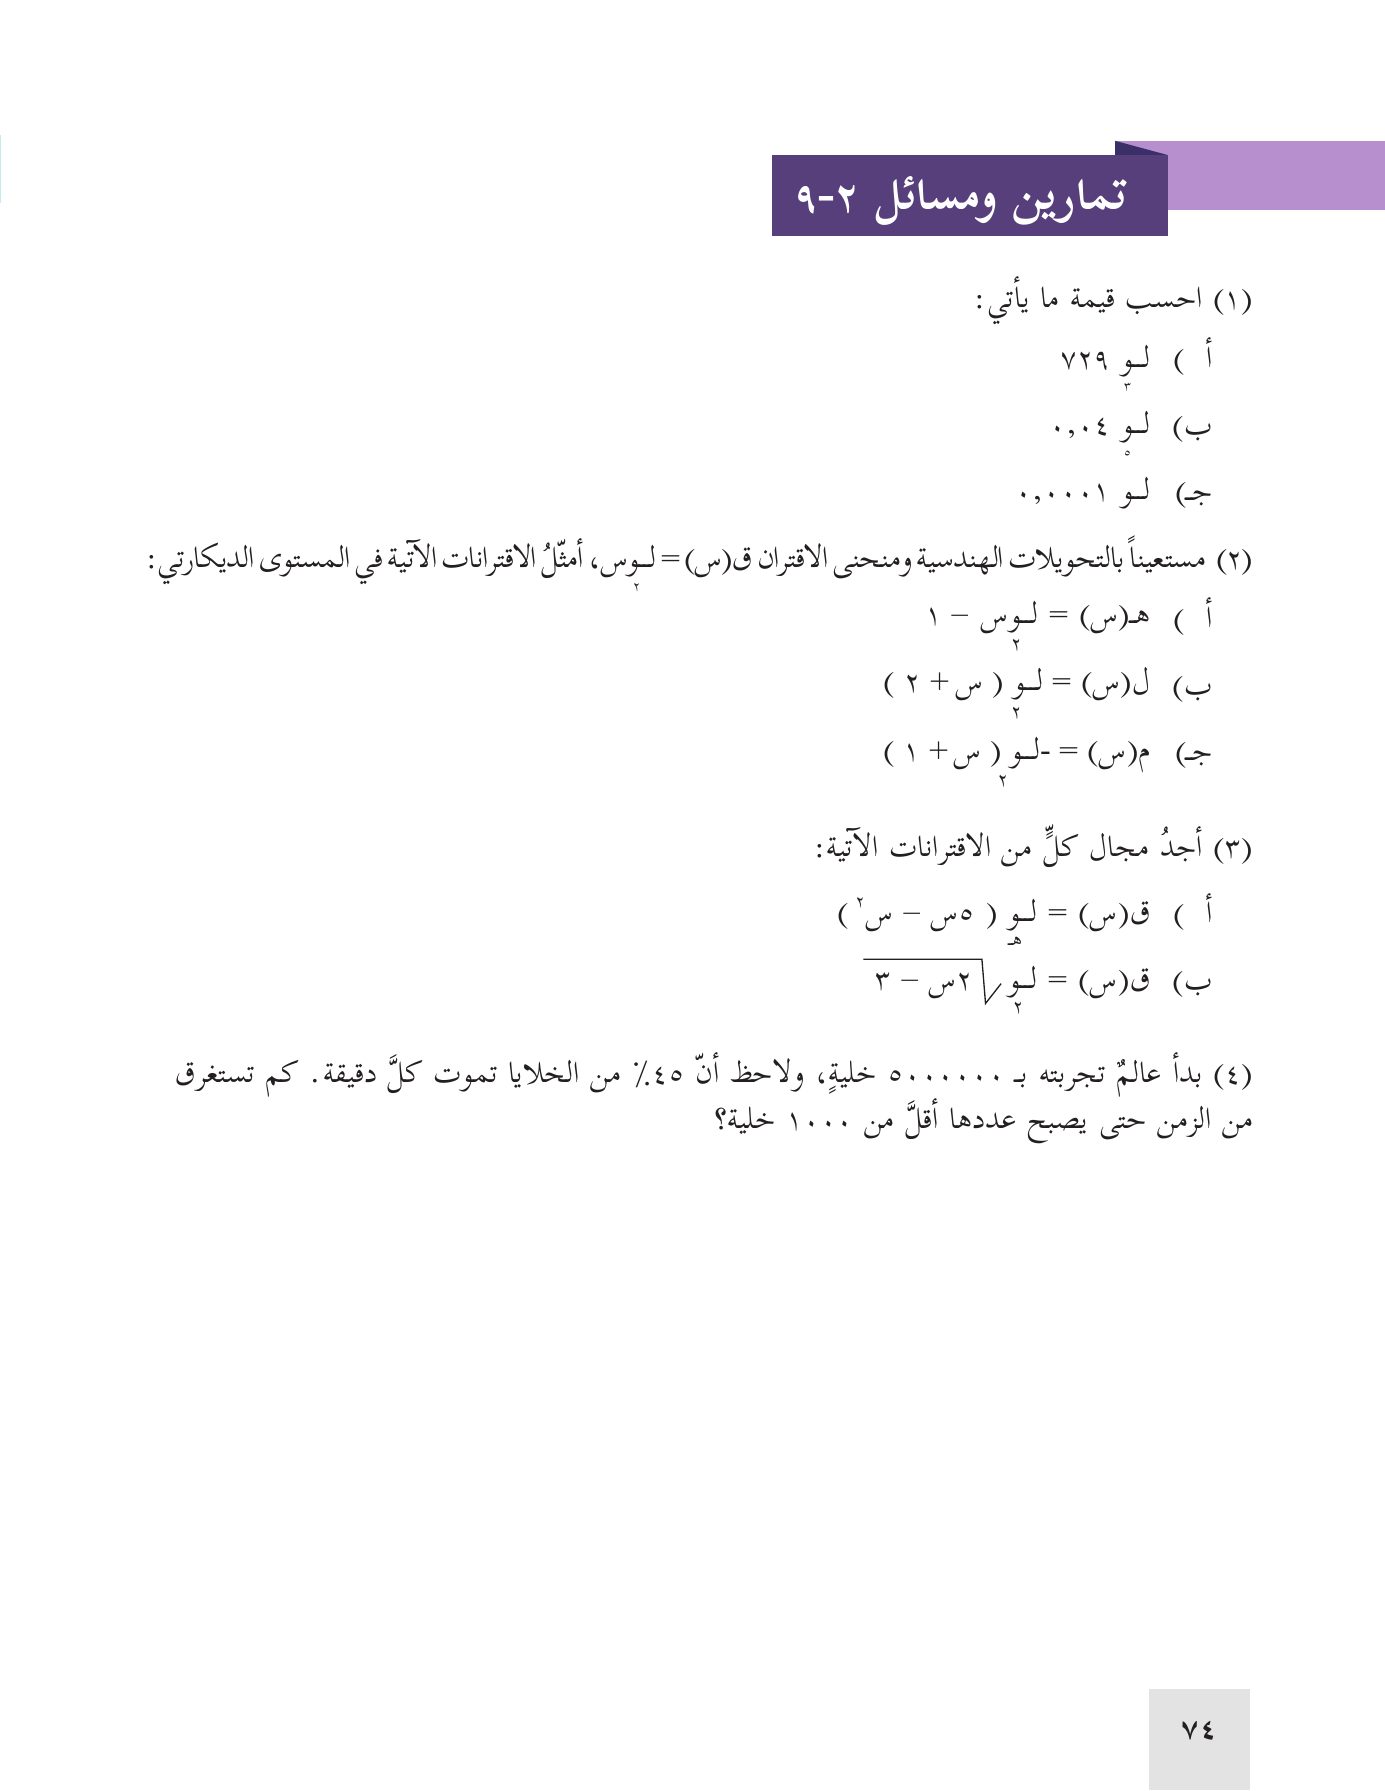 تمارين ومسائل ٢-٩
(١) احسب قيمة ما يأتي:
أ ) لـو٣ ٧٢٩
ب) لـو٥ ٠,٠٤
جـ) لـو ٠,٠٠٠١
(٢) مستعيناً بالتحويلات الهندسية ومنحنى الاقتران ق(س)= لـو٢س، أمثّلُ الاقترانات الآتية في المستوى الديكارتي:
أ ) هـ(س) = لـو٢س − ١
ب) ل(س) = لـو٢ ( س + ٢ )
جـ) م(س) = -لـو٢ ( س + ١ )
(٣) أجدُ مجال كلٍّ من الاقترانات الآتية:
أ ) ق(س) = لـوهـ ( ٥س − س٢ )
ب) ق(س) = لـو٢ √٢س − ٣
(٤) بدأ عالمٌ تجربته بـ ٥٠٠٠٠٠٠ خليةٍ، ولاحظ أنّ ٤٥٪ من الخلايا تموت كلَّ دقيقة. كم تستغرق
من الزمن حتى يصبح عددها أقلَّ من ١٠٠٠ خلية؟
٧٤